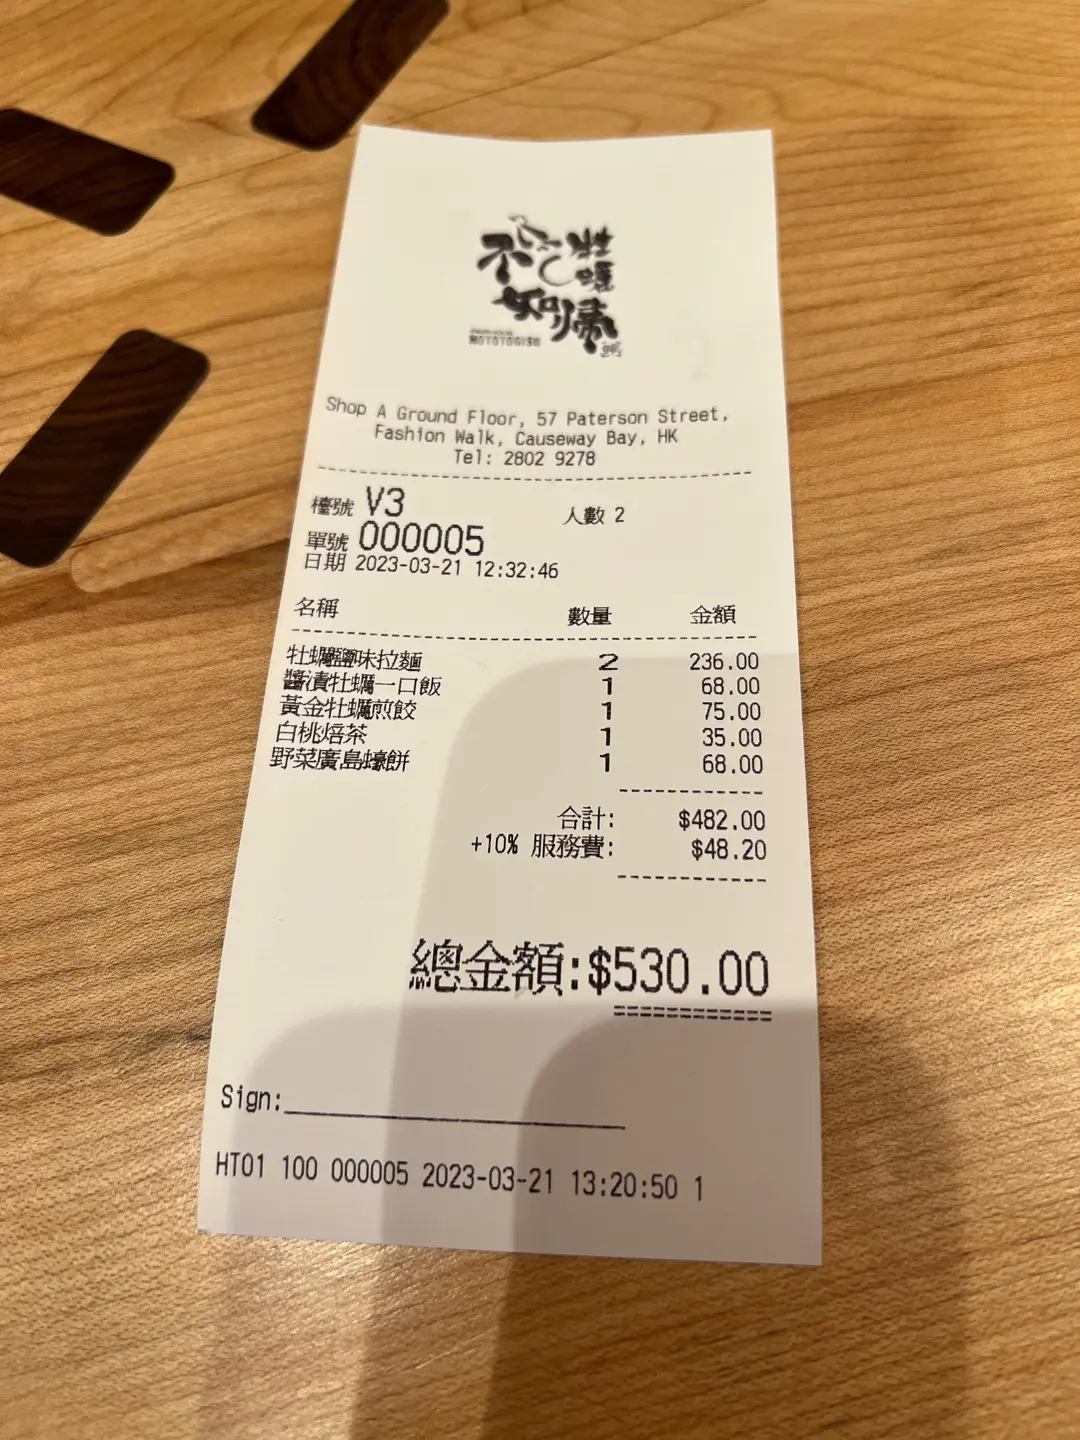 牡蠣
不如帰
HOTOTOGISU
Shop A Ground Floor, 57 Paterson Street,
Fashion Walk, Causeway Bay, HK
Tel: 2802 9278
檯號 V3 人數 2
單號 000005
日期 2023-03-21 12:32:46
名稱 數量 金額
牡蠣鹽味拉麵 2 236.00
醬漬牡蠣一口飯 1 68.00
黃金牡蠣煎餃 1 75.00
白桃焙茶 1 35.00
野菜廣島蠔餅 1 68.00
合計: $482.00
+10% 服務費: $48.20
總金額:$530.00
Sign:
HT01 100 000005 2023-03-21 13:20:50 1